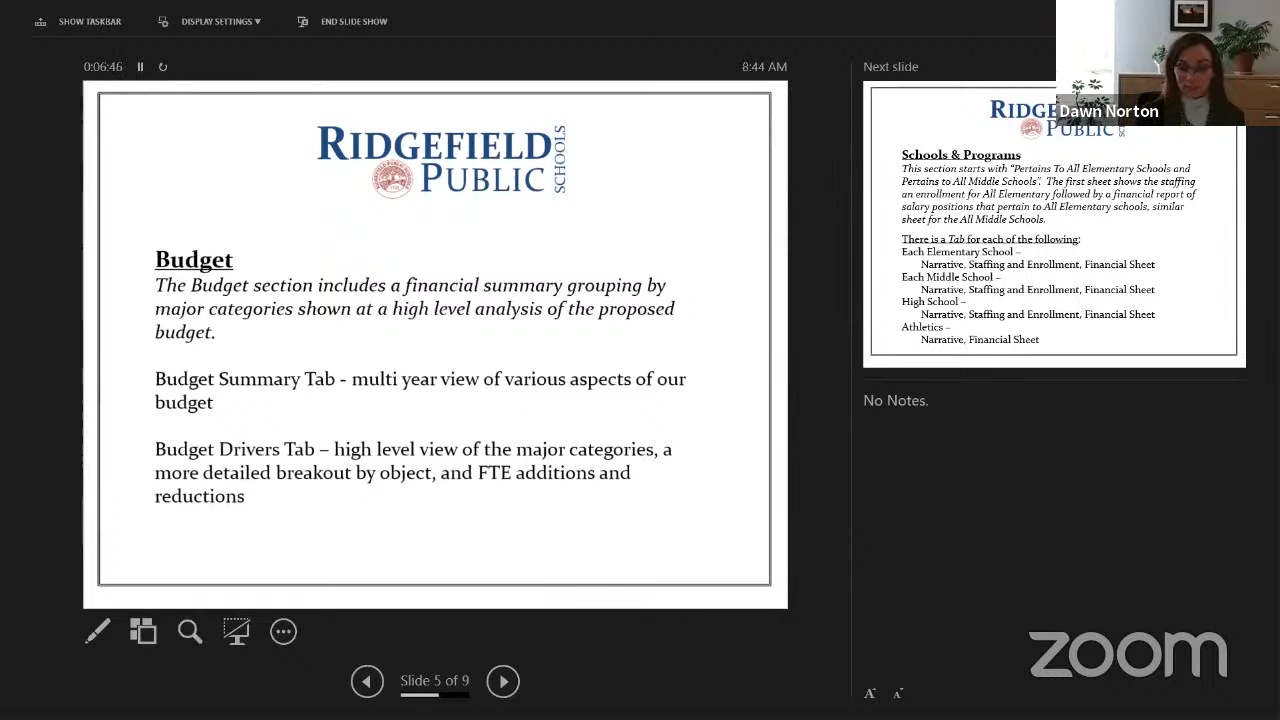 SHOW TASKBAR
DISPLAY SETTINGS ▾
END SLIDE SHOW
0:06:46
8:44 AM
RIDGEFIELD
PUBLIC
SCHOOLS
Budget
The Budget section includes a financial summary grouping by
major categories shown at a high level analysis of the proposed
budget.
Budget Summary Tab - multi year view of various aspects of our
budget
Budget Drivers Tab – high level view of the major categories, a
more detailed breakout by object, and FTE additions and
reductions
Slide 5 of 9
Next slide
Dawn Norton
RIDGEF
PUBLIC
Schools & Programs
This section starts with “Pertains To All Elementary Schools and
Pertains to All Middle Schools”. The first sheet shows the staffing
an enrollment for All Elementary followed by a financial report of
salary positions that pertain to All Elementary schools, similar
sheet for the All Middle Schools.
There is a Tab for each of the following:
Each Elementary School –
Narrative, Staffing and Enrollment, Financial Sheet
Each Middle School –
Narrative, Staffing and Enrollment, Financial Sheet
High School –
Narrative, Staffing and Enrollment, Financial Sheet
Athletics –
Narrative, Financial Sheet
No Notes.
zoom
A A